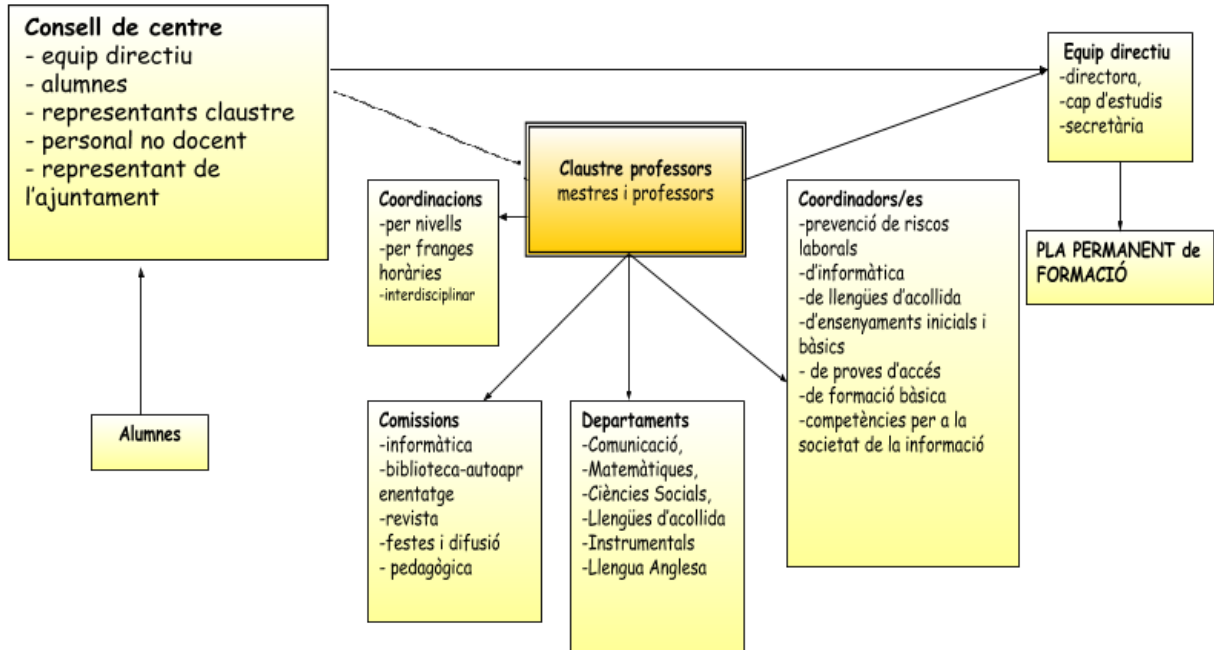 Consell de centre
- equip directiu
- alumnes
- representants claustre
- personal no docent
- representant de
l'ajuntament
Equip directiu
-directora,
-cap d'estudis
-secretària
Claustre professors
mestres i professors
Coordinacions
-per nivells
-per franges
horàries
-interdisciplinar
Coordinadors/es
-prevenció de riscos
laborals
-d'informàtica
-de llengües d'acollida
-d'ensenyaments inicials i
bàsics
- de proves d'accés
-de formació bàsica
-competències per a la
societat de la informació
PLA PERMANENT de
FORMACIÓ
Alumnes
Comissions
-informàtica
-biblioteca-autoapr
enentatge
-revista
-festes i difusió
- pedagògica
Departaments
-Comunicació,
-Matemàtiques,
-Ciències Socials,
-Llengües d'acollida
-Instrumentals
-Llengua Anglesa